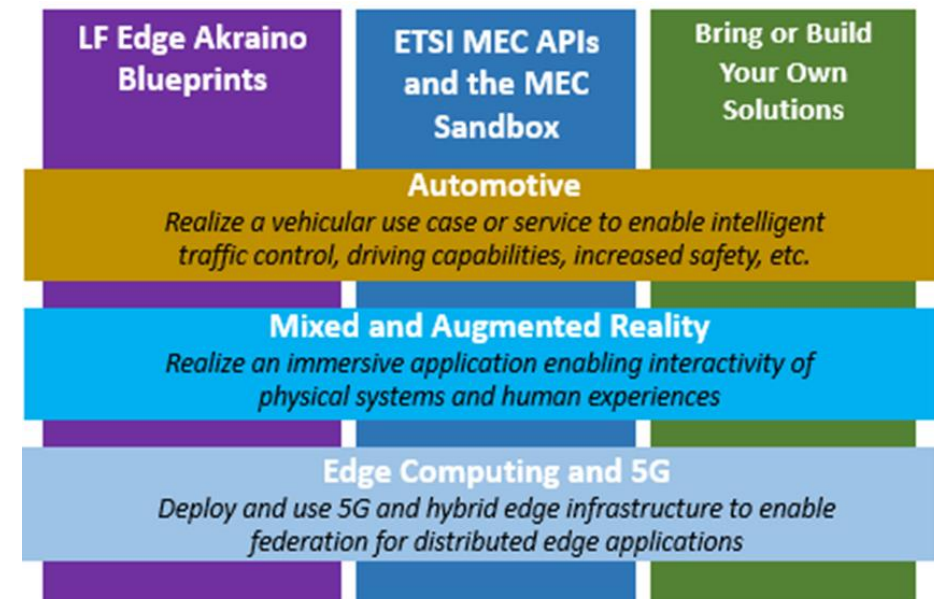 LF Edge Akraino
Blueprints
ETSI MEC APIs
and the MEC
Sandbox
Bring or Build
Your Own
Solutions
Automotive
Realize a vehicular use case or service to enable intelligent
traffic control, driving capabilities, increased safety, etc.
Mixed and Augmented Reality
Realize an immersive application enabling interactivity of
physical systems and human experiences
Edge Computing and 5G
Deploy and use 5G and hybrid edge infrastructure to enable
federation for distributed edge applications